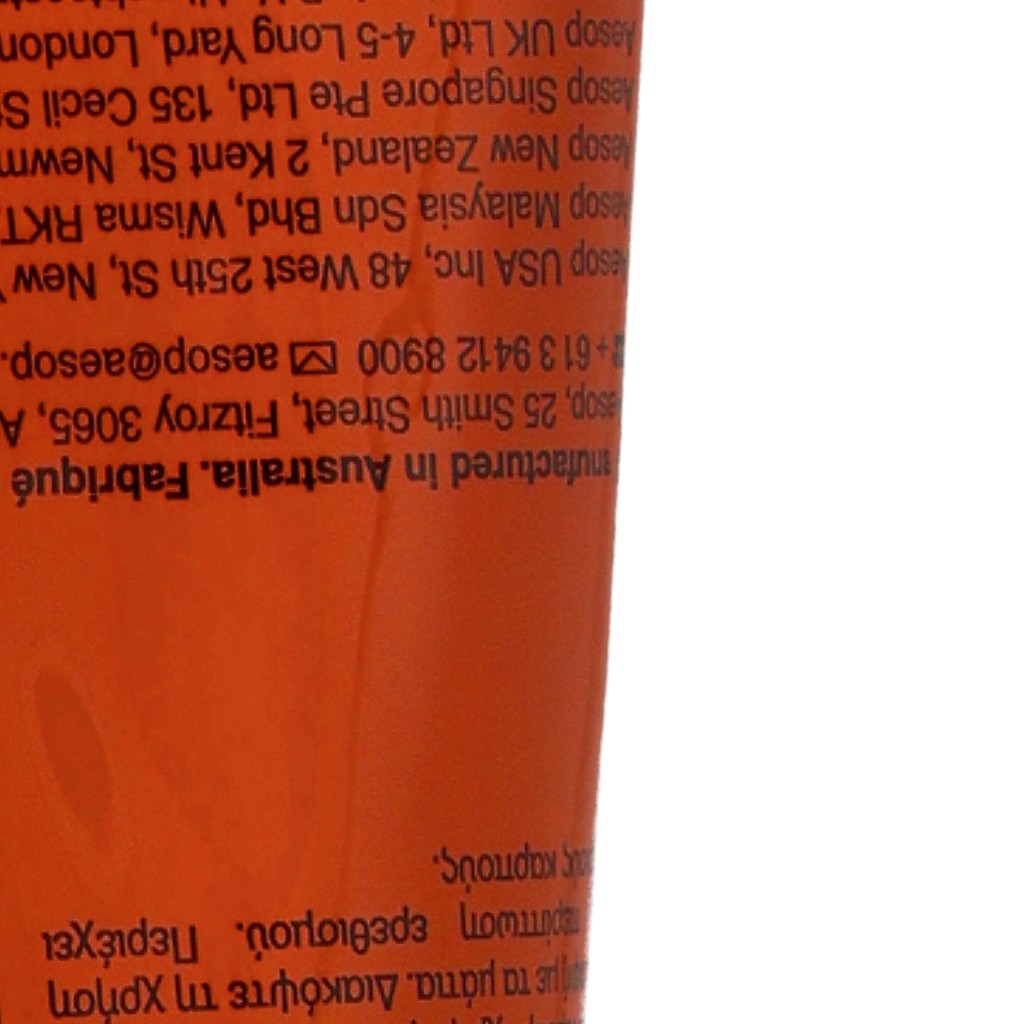 με τα μάτια. Διακόψτε τη χρήση
περίπτωση ερεθισμού. Περιέχει
καρπούς.
nufactured in Australia. Fabriqué
Aesop, 25 Smith Street, Fitzroy 3065,
+61 3 9412 8900 aesop@aesop.
Aesop USA Inc, 48 West 25th St, New
Aesop Malaysia Sdn Bhd, Wisma RKT,
Aesop New Zealand, 2 Kent St, Newm
Aesop Singapore Pte Ltd, 135 Cecil S
Aesop UK Ltd, 4-5 Long Yard, London